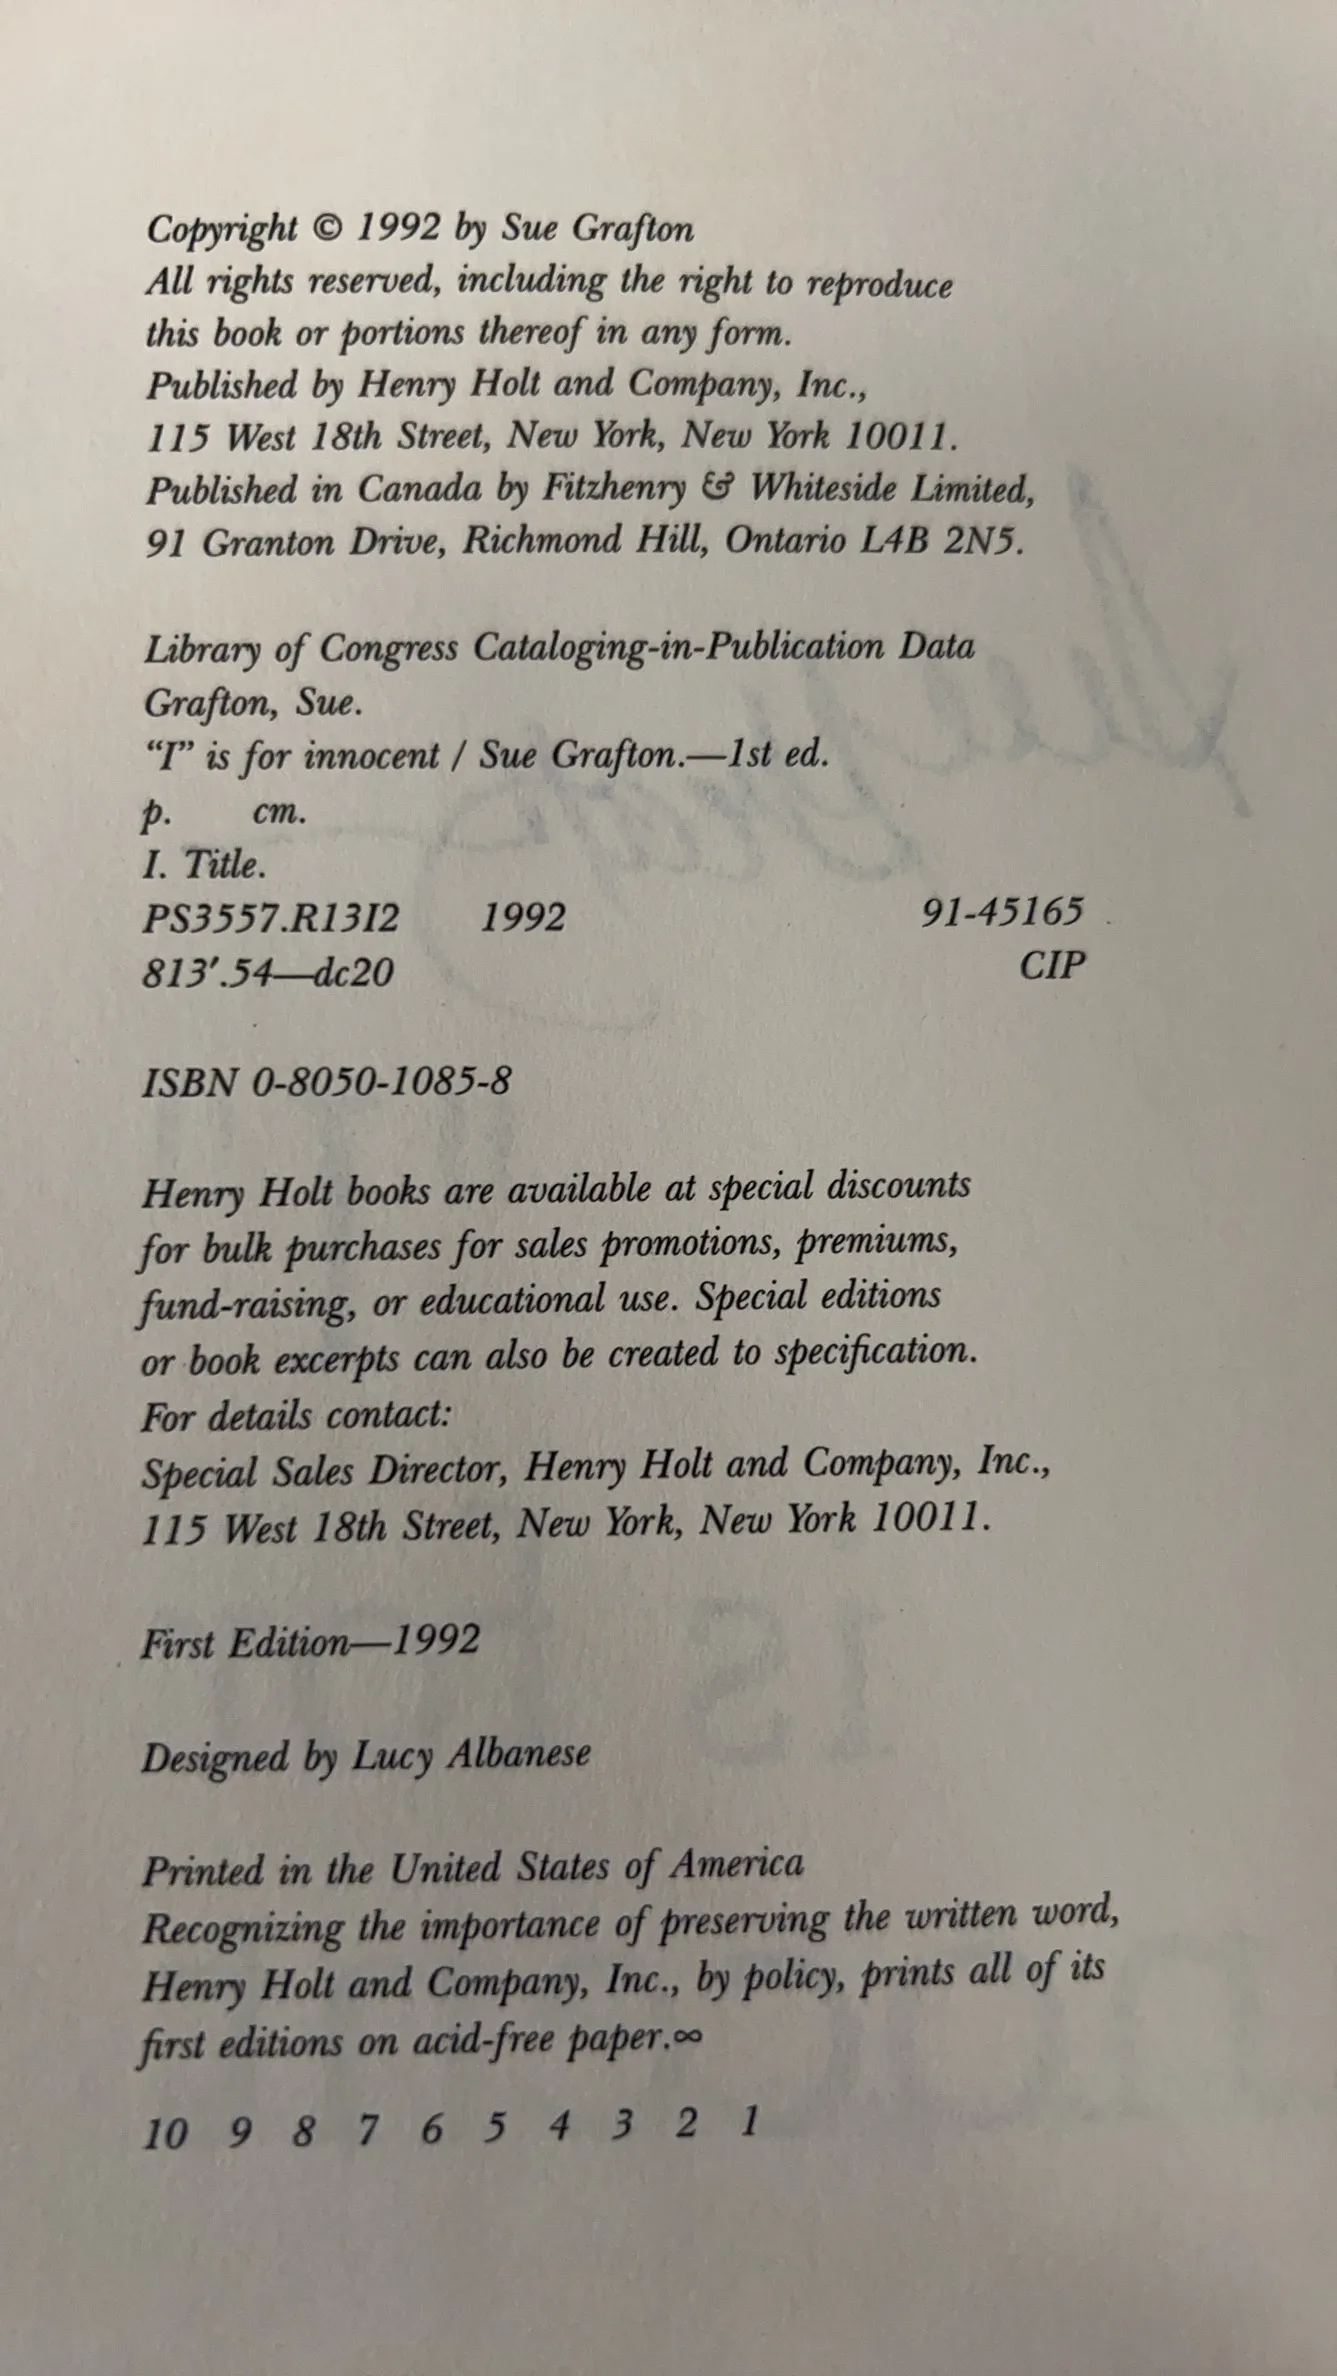 Copyright © 1992 by Sue Grafton
All rights reserved, including the right to reproduce
this book or portions thereof in any form.
Published by Henry Holt and Company, Inc.,
115 West 18th Street, New York, New York 10011.
Published in Canada by Fitzhenry & Whiteside Limited,
91 Granton Drive, Richmond Hill, Ontario L4B 2N5.
Library of Congress Cataloging-in-Publication Data
Grafton, Sue.
“I” is for innocent / Sue Grafton.—1st ed.
p. cm.
I. Title.
PS3557.R13I2 1992 91-45165
813′.54—dc20 CIP
ISBN 0-8050-1085-8
Henry Holt books are available at special discounts
for bulk purchases for sales promotions, premiums,
fund-raising, or educational use. Special editions
or book excerpts can also be created to specification.
For details contact:
Special Sales Director, Henry Holt and Company, Inc.,
115 West 18th Street, New York, New York 10011.
First Edition—1992
Designed by Lucy Albanese
Printed in the United States of America
Recognizing the importance of preserving the written word,
Henry Holt and Company, Inc., by policy, prints all of its
first editions on acid-free paper.∞
10 9 8 7 6 5 4 3 2 1